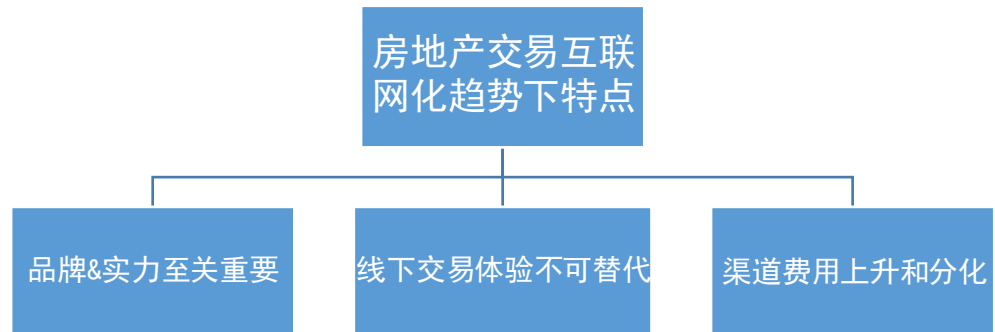 房地产交易互联
网化趋势下特点
品牌&实力至关重要
线下交易体验不可替代
渠道费用上升和分化